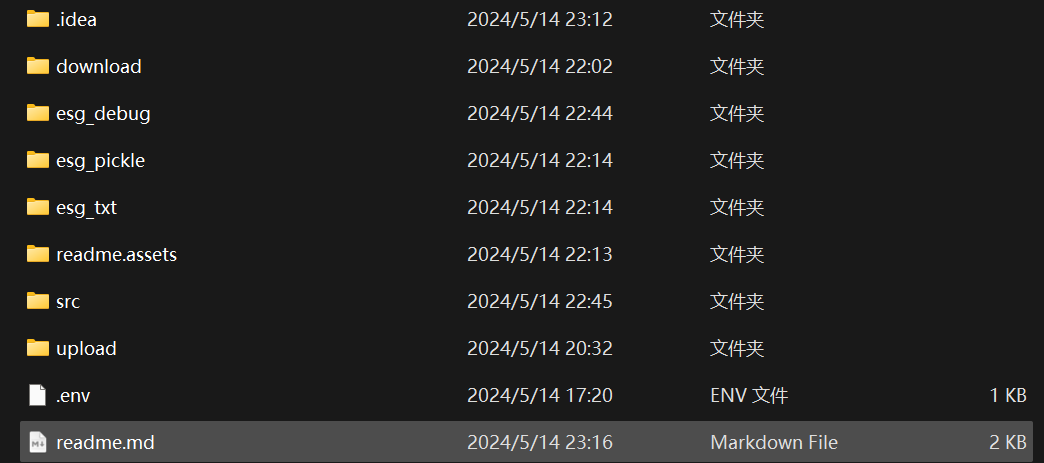 .idea 2024/5/14 23:12 文件夹
download 2024/5/14 22:02 文件夹
esg_debug 2024/5/14 22:44 文件夹
esg_pickle 2024/5/14 22:14 文件夹
esg_txt 2024/5/14 22:14 文件夹
readme.assets 2024/5/14 22:13 文件夹
src 2024/5/14 22:45 文件夹
upload 2024/5/14 20:32 文件夹
.env 2024/5/14 17:20 ENV 文件 1 KB
readme.md 2024/5/14 23:16 Markdown File 2 KB